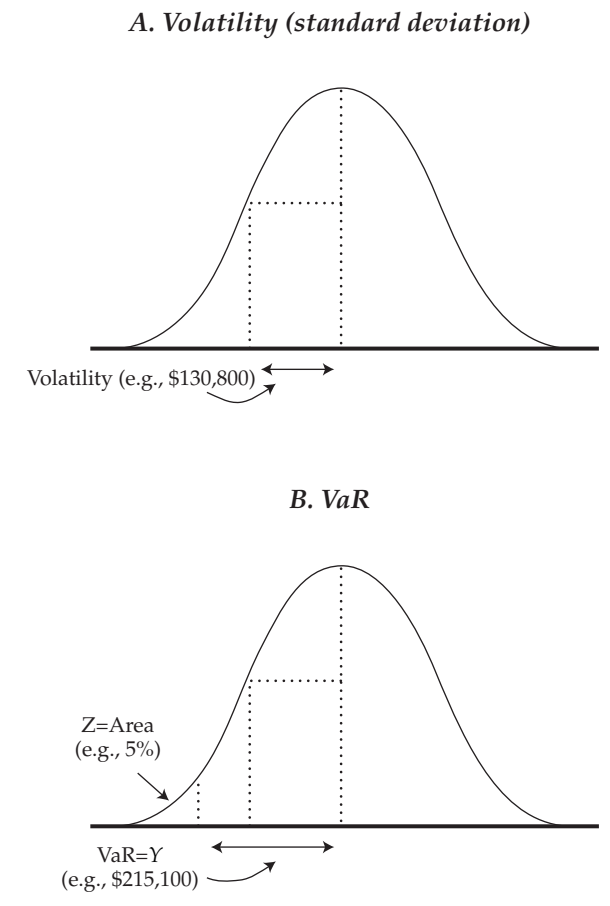 A. Volatility (standard deviation)
Volatility (e.g., $130,800)
B. VaR
Z=Area
(e.g., 5%)
VaR=Y
(e.g., $215,100)